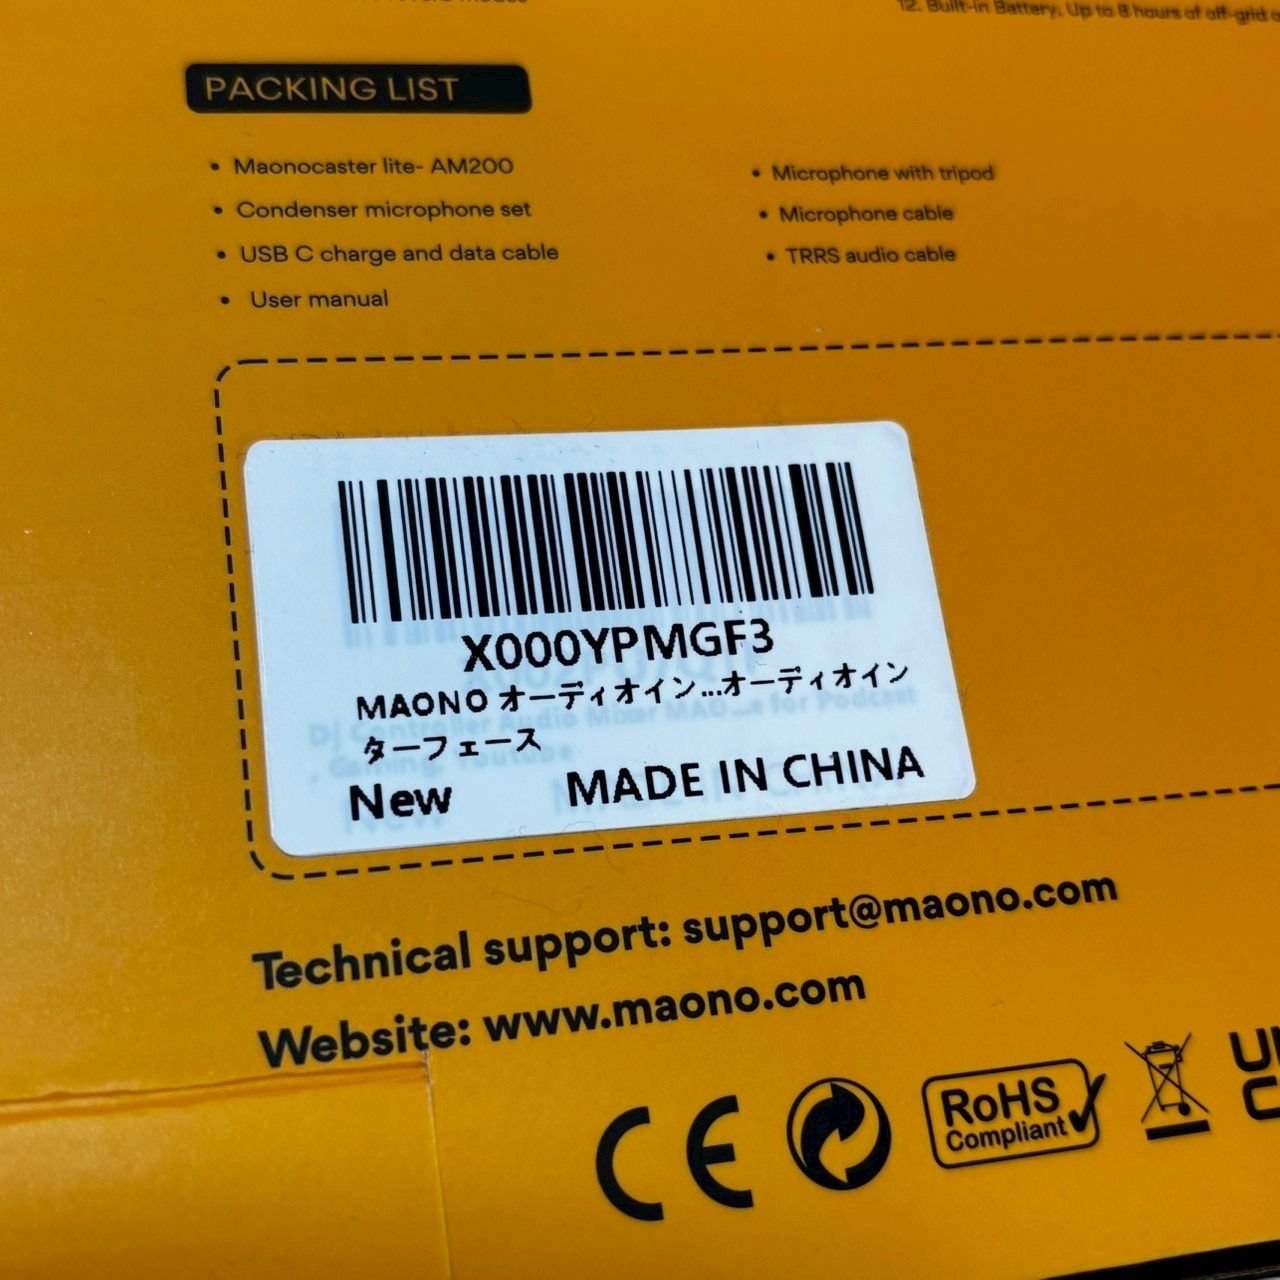 12. Built-in Battery, Up to 8 hours of off-grid
PACKING LIST
• Maonocaster lite- AM200
• Condenser microphone set
• USB C charge and data cable
• User manual
• Microphone with tripod
• Microphone cable
• TRRS audio cable
X000YPMGF3
MAONO オーディオイン...オーディオイン
ターフェース
New MADE IN CHINA
Technical support: support@maono.com
Website: www.maono.com
CE
RoHS
Compliant